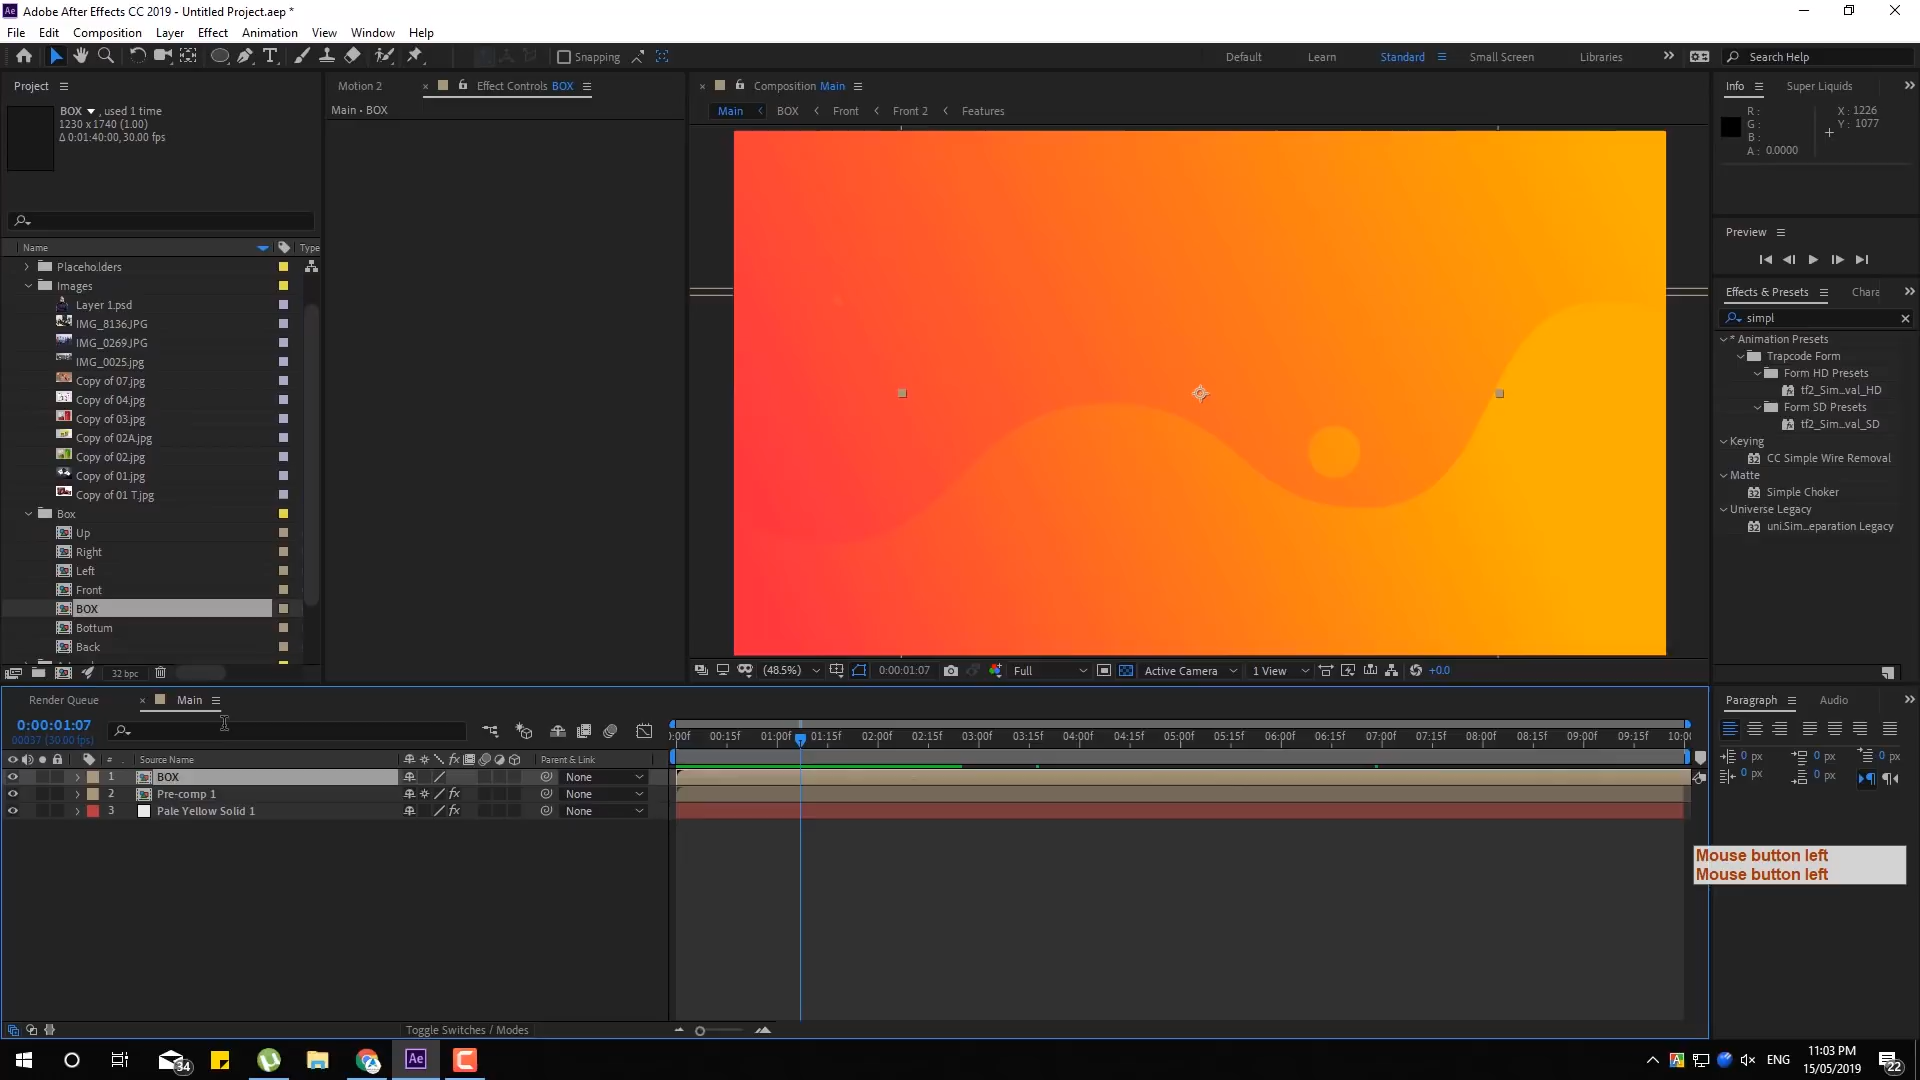 Adobe After Effects CC 2019 - Untitled Project.aep *
File Edit Composition Layer Effect Animation View Window Help
Snapping
Default Learn Standard Small Screen Libraries
Search Help
Project
BOX , used 1 time
1230 x 1740 (1.00)
Δ 0:01:40:00, 30.00 fps
Name Type
Placeho.lders
Images
Layer 1.psd
IMG_8136.JPG
IMG_0269.JPG
IMG_0025.jpg
Copy of 07.jpg
Copy of 04.jpg
Copy of 03.jpg
Copy of 02A.jpg
Copy of 02.jpg
Copy of 01.jpg
Copy of 01 T.jpg
Box
Up
Right
Left
Front
BOX
Bottum
Back
32 bpc
Motion 2
Effect Controls BOX
Main • BOX
Composition Main
Main BOX Front Front 2 Features
(48.5%) 0:00:01:07 Full Active Camera 1 View +0.0
Info Super Liquids
R : X : 1226
G : Y : 1077
B :
A : 0.0000
Preview
Effects & Presets Chara
simpl
* Animation Presets
Trapcode Form
Form HD Presets
tf2_Sim...val_HD
Form SD Presets
tf2_Sim...val_SD
Keying
CC Simple Wire Removal
Matte
Simple Choker
Universe Legacy
uni.Sim...eparation Legacy
Render Queue Main
0:00:01:07
00037 (30.00 fps)
:00f 00:15f 01:00f 01:15f 02:00f 02:15f 03:00f 03:15f 04:00f 04:15f 05:00f 05:15f 06:00f 06:15f 07:00f 07:15f 08:00f 08:15f 09:00f 09:15f 10:0
# Source Name Parent & Link
1 BOX None
2 Pre-comp 1 None
3 Pale Yellow Solid 1 None
Toggle Switches / Modes
Paragraph Audio
0 px 0 px 0 px
0 px 0 px
Mouse button left
Mouse button left
34
Ae
ENG
11:03 PM
15/05/2019
22